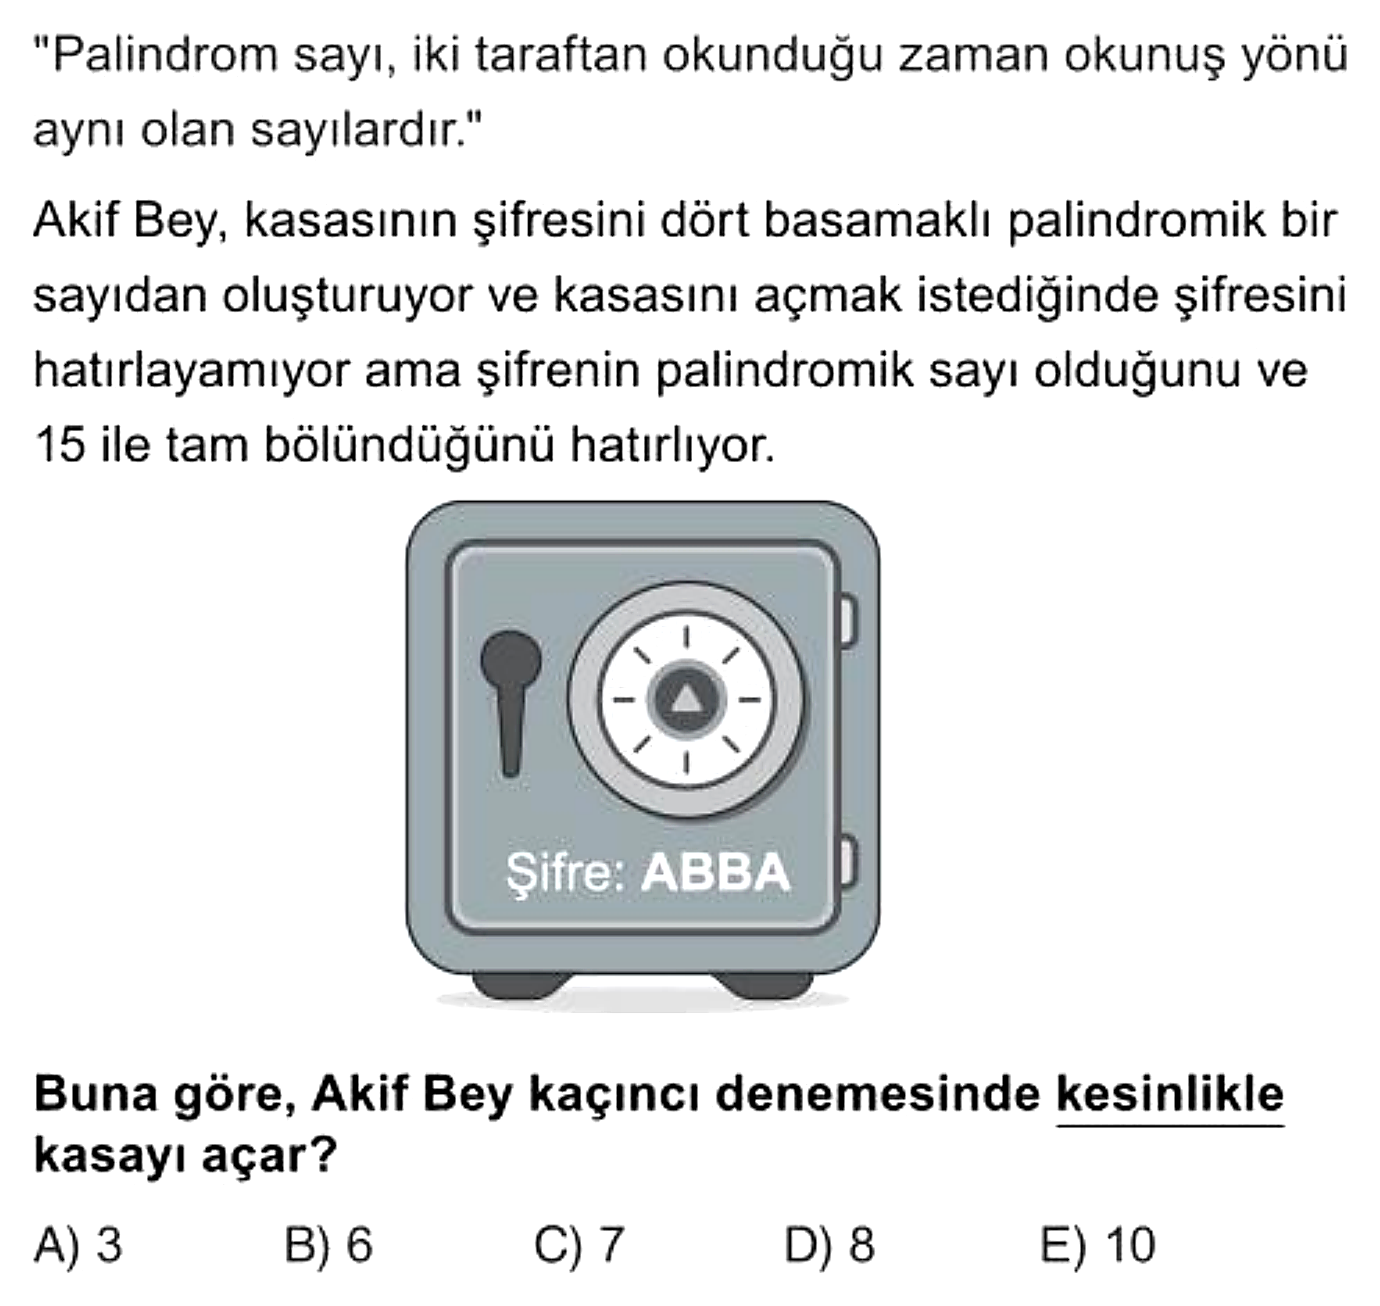 "Palindrom sayı, iki taraftan okunduğu zaman okunuş yönü
aynı olan sayılardır."
Akif Bey, kasasının şifresini dört basamaklı palindromik bir
sayıdan oluşturuyor ve kasasını açmak istediğinde şifresini
hatırlayamıyor ama şifrenin palindromik sayı olduğunu ve
15 ile tam bölündüğünü hatırlıyor.
Şifre: ABBA
Buna göre, Akif Bey kaçıncı denemesinde kesinlikle
kasayı açar?
A) 3 B) 6 C) 7 D) 8 E) 10